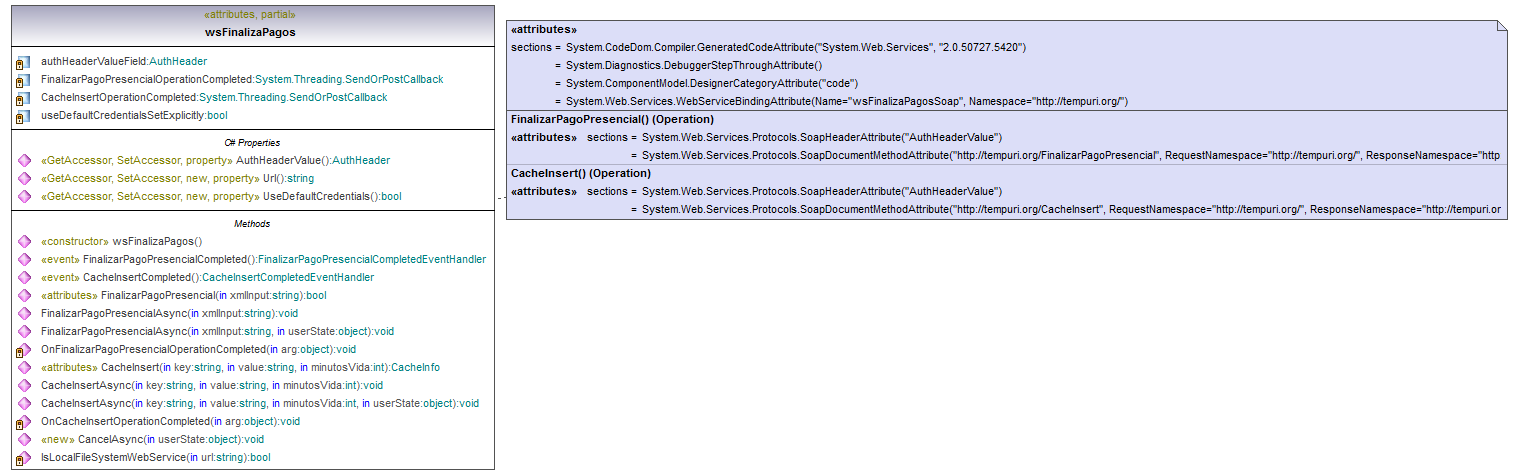 «attributes, partial»
wsFinalizaPagos
authHeaderValueField:AuthHeader
FinalizarPagoPresencialOperationCompleted:System.Threading.SendOrPostCallback
CacheInsertOperationCompleted:System.Threading.SendOrPostCallback
useDefaultCredentialsSetExplicitly:bool
C# Properties
«GetAccessor, SetAccessor, property» AuthHeaderValue():AuthHeader
«GetAccessor, SetAccessor, new, property» Url():string
«GetAccessor, SetAccessor, new, property» UseDefaultCredentials():bool
Methods
«constructor» wsFinalizaPagos()
«event» FinalizarPagoPresencialCompleted():FinalizarPagoPresencialCompletedEventHandler
«event» CacheInsertCompleted():CacheInsertCompletedEventHandler
«attributes» FinalizarPagoPresencial(in xmlInput:string):bool
FinalizarPagoPresencialAsync(in xmlInput:string):void
FinalizarPagoPresencialAsync(in xmlInput:string, in userState:object):void
OnFinalizarPagoPresencialOperationCompleted(in arg:object):void
«attributes» CacheInsert(in key:string, in value:string, in minutosVida:int):CacheInfo
CacheInsertAsync(in key:string, in value:string, in minutosVida:int):void
CacheInsertAsync(in key:string, in value:string, in minutosVida:int, in userState:object):void
OnCacheInsertOperationCompleted(in arg:object):void
«new» CancelAsync(in userState:object):void
IsLocalFileSystemWebService(in url:string):bool
«attributes»
sections = System.CodeDom.Compiler.GeneratedCodeAttribute("System.Web.Services", "2.0.50727.5420")
= System.Diagnostics.DebuggerStepThroughAttribute()
= System.ComponentModel.DesignerCategoryAttribute("code")
= System.Web.Services.WebServiceBindingAttribute(Name="wsFinalizaPagosSoap", Namespace="http://tempuri.org/")
FinalizarPagoPresencial() (Operation)
«attributes» sections = System.Web.Services.Protocols.SoapHeaderAttribute("AuthHeaderValue")
= System.Web.Services.Protocols.SoapDocumentMethodAttribute("http://tempuri.org/FinalizarPagoPresencial", RequestNamespace="http://tempuri.org/", ResponseNamespace="http
CacheInsert() (Operation)
«attributes» sections = System.Web.Services.Protocols.SoapHeaderAttribute("AuthHeaderValue")
= System.Web.Services.Protocols.SoapDocumentMethodAttribute("http://tempuri.org/CacheInsert", RequestNamespace="http://tempuri.org/", ResponseNamespace="http://tempuri.or